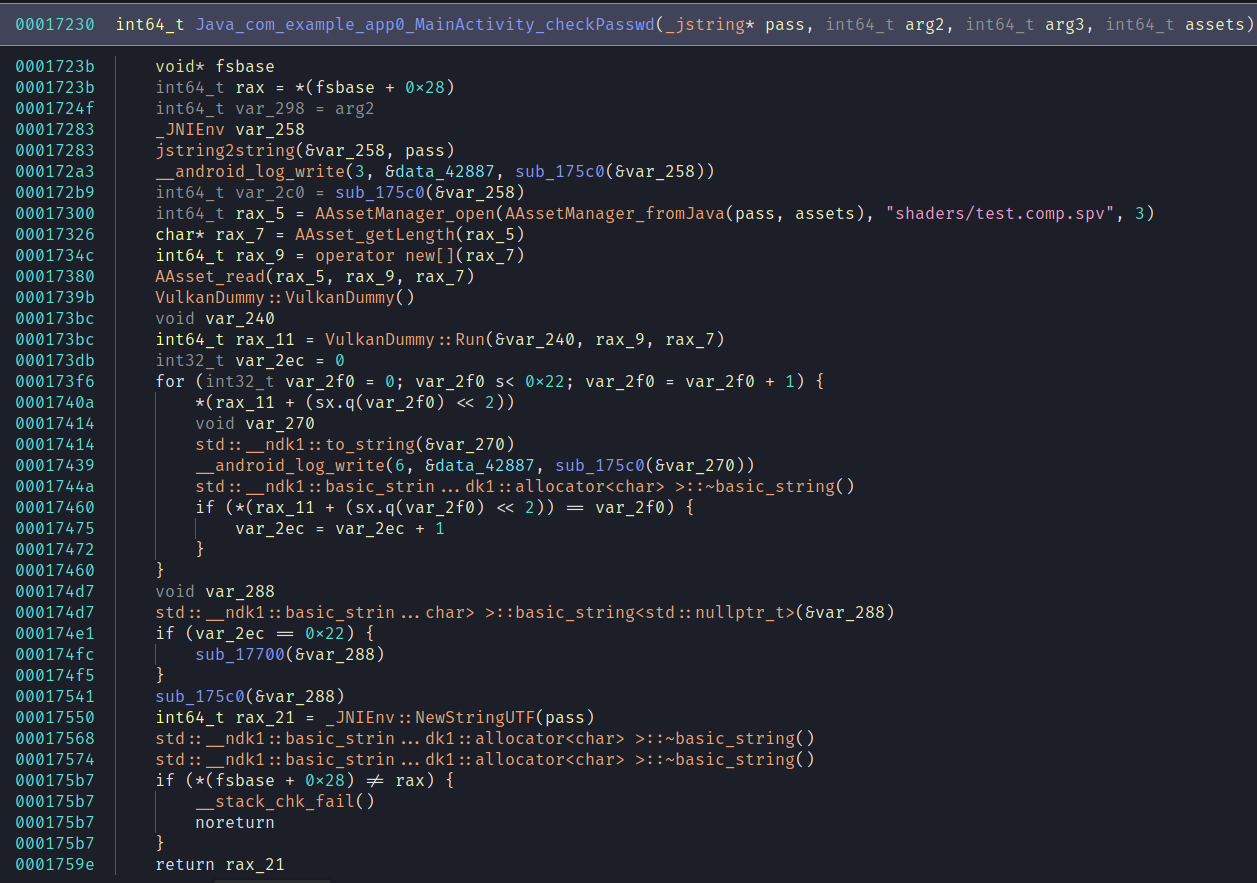 00017230 int64_t Java_com_example_app0_MainActivity_checkPasswd(_jstring* pass, int64_t arg2, int64_t arg3, int64_t assets)
0001723b void* fsbase
0001723b int64_t rax = *(fsbase + 0x28)
0001724f int64_t var_298 = arg2
00017283 _JNIEnv var_258
00017283 jstring2string(&var_258, pass)
000172a3 __android_log_write(3, &data_42887, sub_175c0(&var_258))
000172b9 int64_t var_2c0 = sub_175c0(&var_258)
00017300 int64_t rax_5 = AAssetManager_open(AAssetManager_fromJava(pass, assets), "shaders/test.comp.spv", 3)
00017326 char* rax_7 = AAsset_getLength(rax_5)
0001734c int64_t rax_9 = operator new[](rax_7)
00017380 AAsset_read(rax_5, rax_9, rax_7)
0001739b VulkanDummy::VulkanDummy()
000173bc void var_240
000173bc int64_t rax_11 = VulkanDummy::Run(&var_240, rax_9, rax_7)
000173db int32_t var_2ec = 0
000173f6 for (int32_t var_2f0 = 0; var_2f0 s< 0x22; var_2f0 = var_2f0 + 1) {
0001740a *(rax_11 + (sx.q(var_2f0) << 2))
00017414 void var_270
00017414 std::__ndk1::to_string(&var_270)
00017439 __android_log_write(6, &data_42887, sub_175c0(&var_270))
0001744a std::__ndk1::basic_strin...dk1::allocator<char> >::~basic_string()
00017460 if (*(rax_11 + (sx.q(var_2f0) << 2)) == var_2f0) {
00017475 var_2ec = var_2ec + 1
00017472 }
00017460 }
000174d7 void var_288
000174d7 std::__ndk1::basic_strin...char> >::basic_string<std::nullptr_t>(&var_288)
000174e1 if (var_2ec == 0x22) {
000174fc sub_17700(&var_288)
000174f5 }
00017541 sub_175c0(&var_288)
00017550 int64_t rax_21 = _JNIEnv::NewStringUTF(pass)
00017568 std::__ndk1::basic_strin...dk1::allocator<char> >::~basic_string()
00017574 std::__ndk1::basic_strin...dk1::allocator<char> >::~basic_string()
000175b7 if (*(fsbase + 0x28) != rax) {
000175b7 __stack_chk_fail()
000175b7 noreturn
000175b7 }
0001759e return rax_21